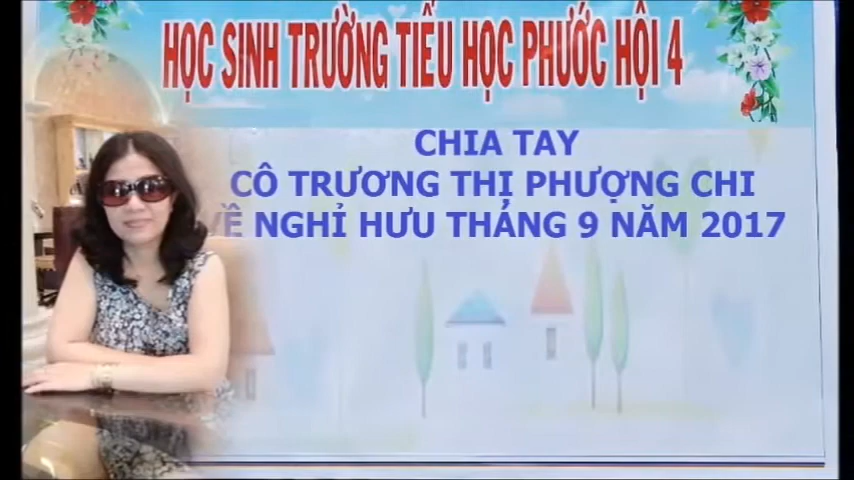 HỌC SINH TRƯỜNG TIỂU HỌC PHƯỚC HỘI 4
CHIA TAY
CÔ TRƯƠNG THỊ PHƯỢNG CHI
VỀ NGHỈ HƯU THÁNG 9 NĂM 2017